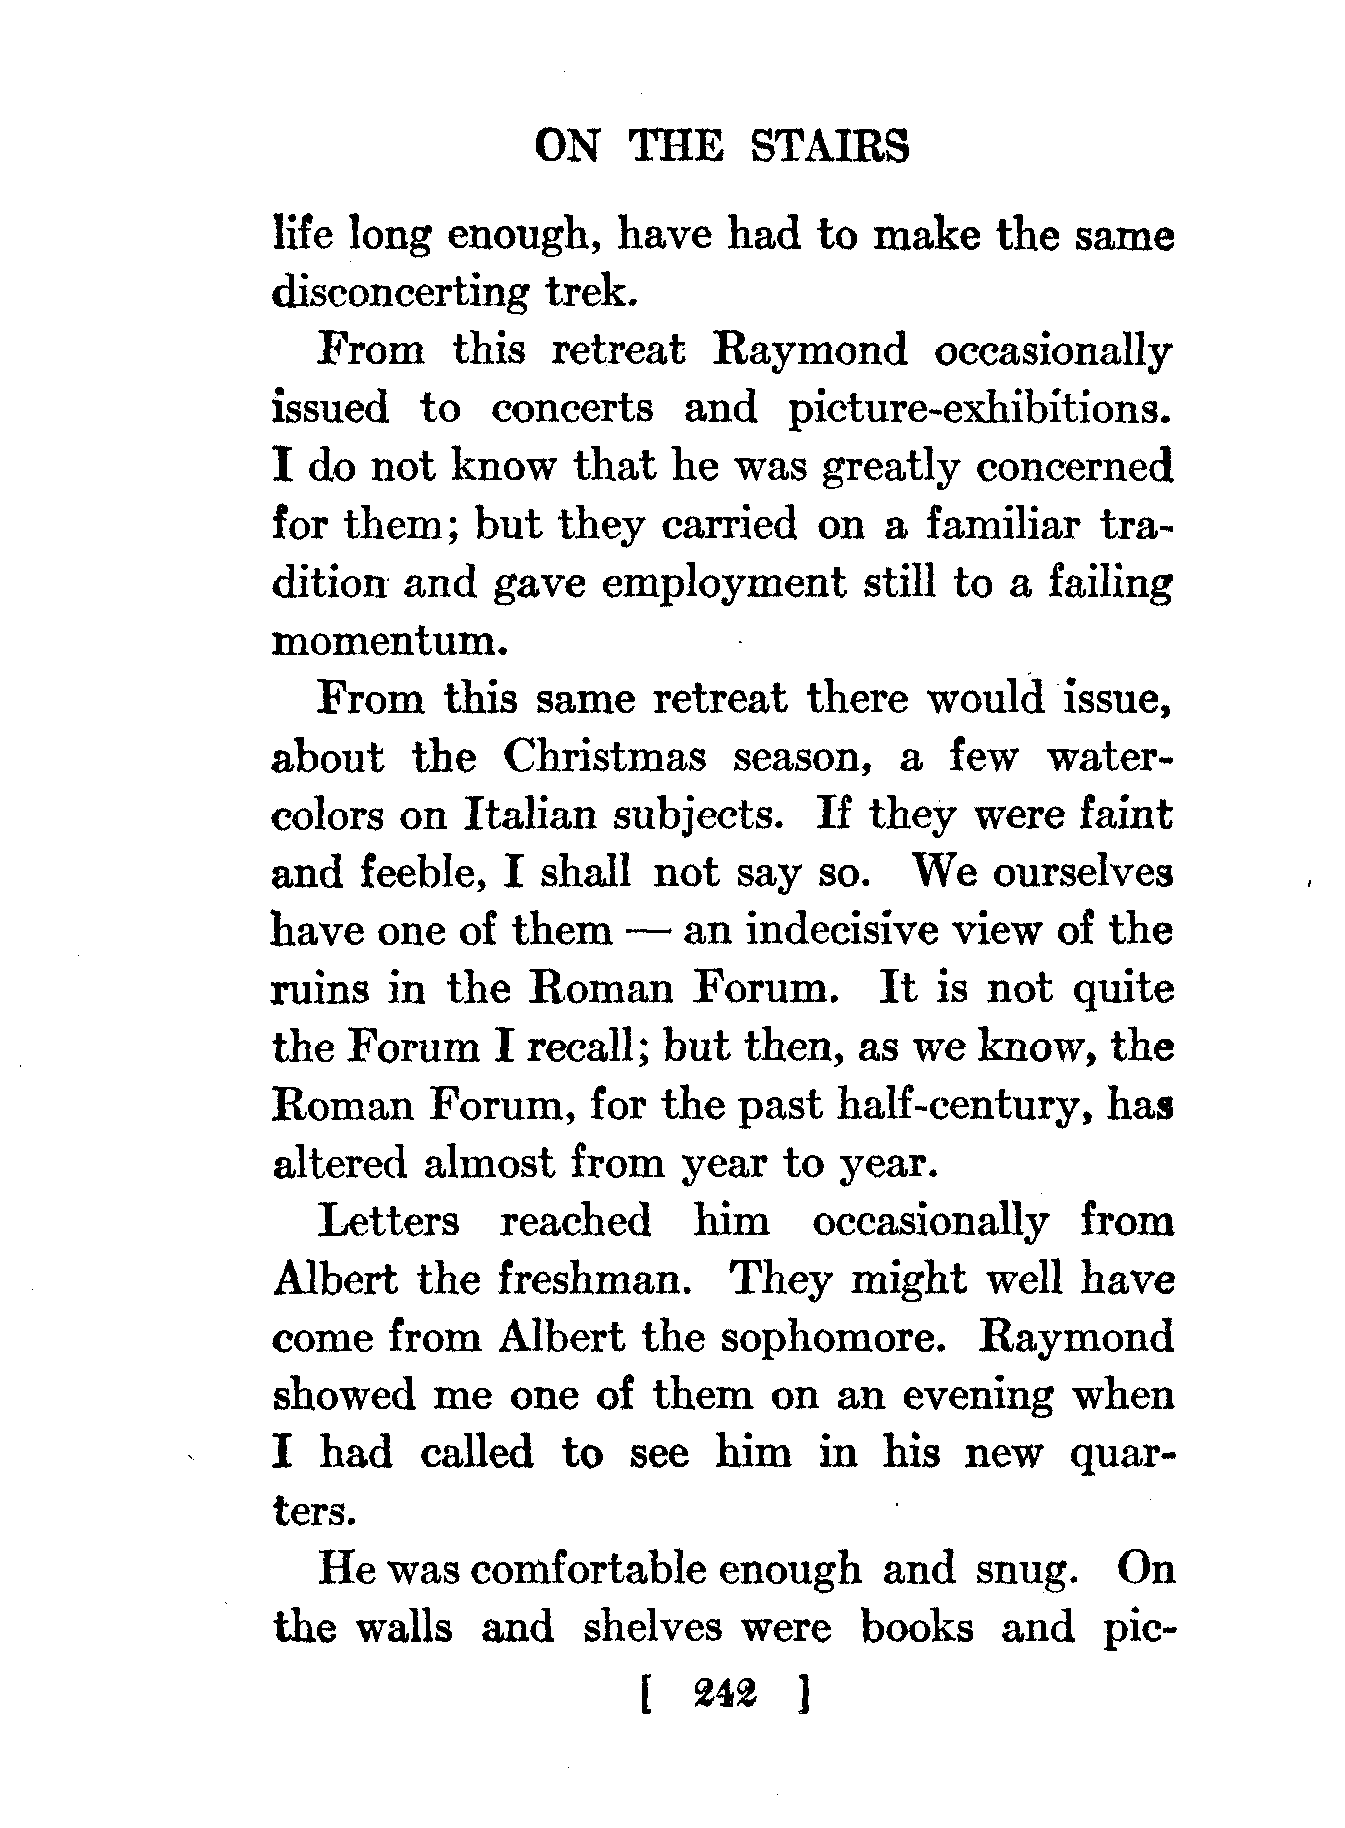 ON THE STAIRS
life long enough, have had to make the same
disconcerting trek.
From this retreat Raymond occasionally
issued to concerts and picture-exhibitions.
I do not know that he was greatly concerned
for them; but they carried on a familiar tra-
dition and gave employment still to a failing
momentum.
From this same retreat there would issue,
about the Christmas season, a few water-
colors on Italian subjects. If they were faint
and feeble, I shall not say so. We ourselves
have one of them — an indecisive view of the
ruins in the Roman Forum. It is not quite
the Forum I recall; but then, as we know, the
Roman Forum, for the past half-century, has
altered almost from year to year.
Letters reached him occasionally from
Albert the freshman. They might well have
come from Albert the sophomore. Raymond
showed me one of them on an evening when
I had called to see him in his new quar-
ters.
He was comfortable enough and snug. On
the walls and shelves were books and pic-
[ 242 ]